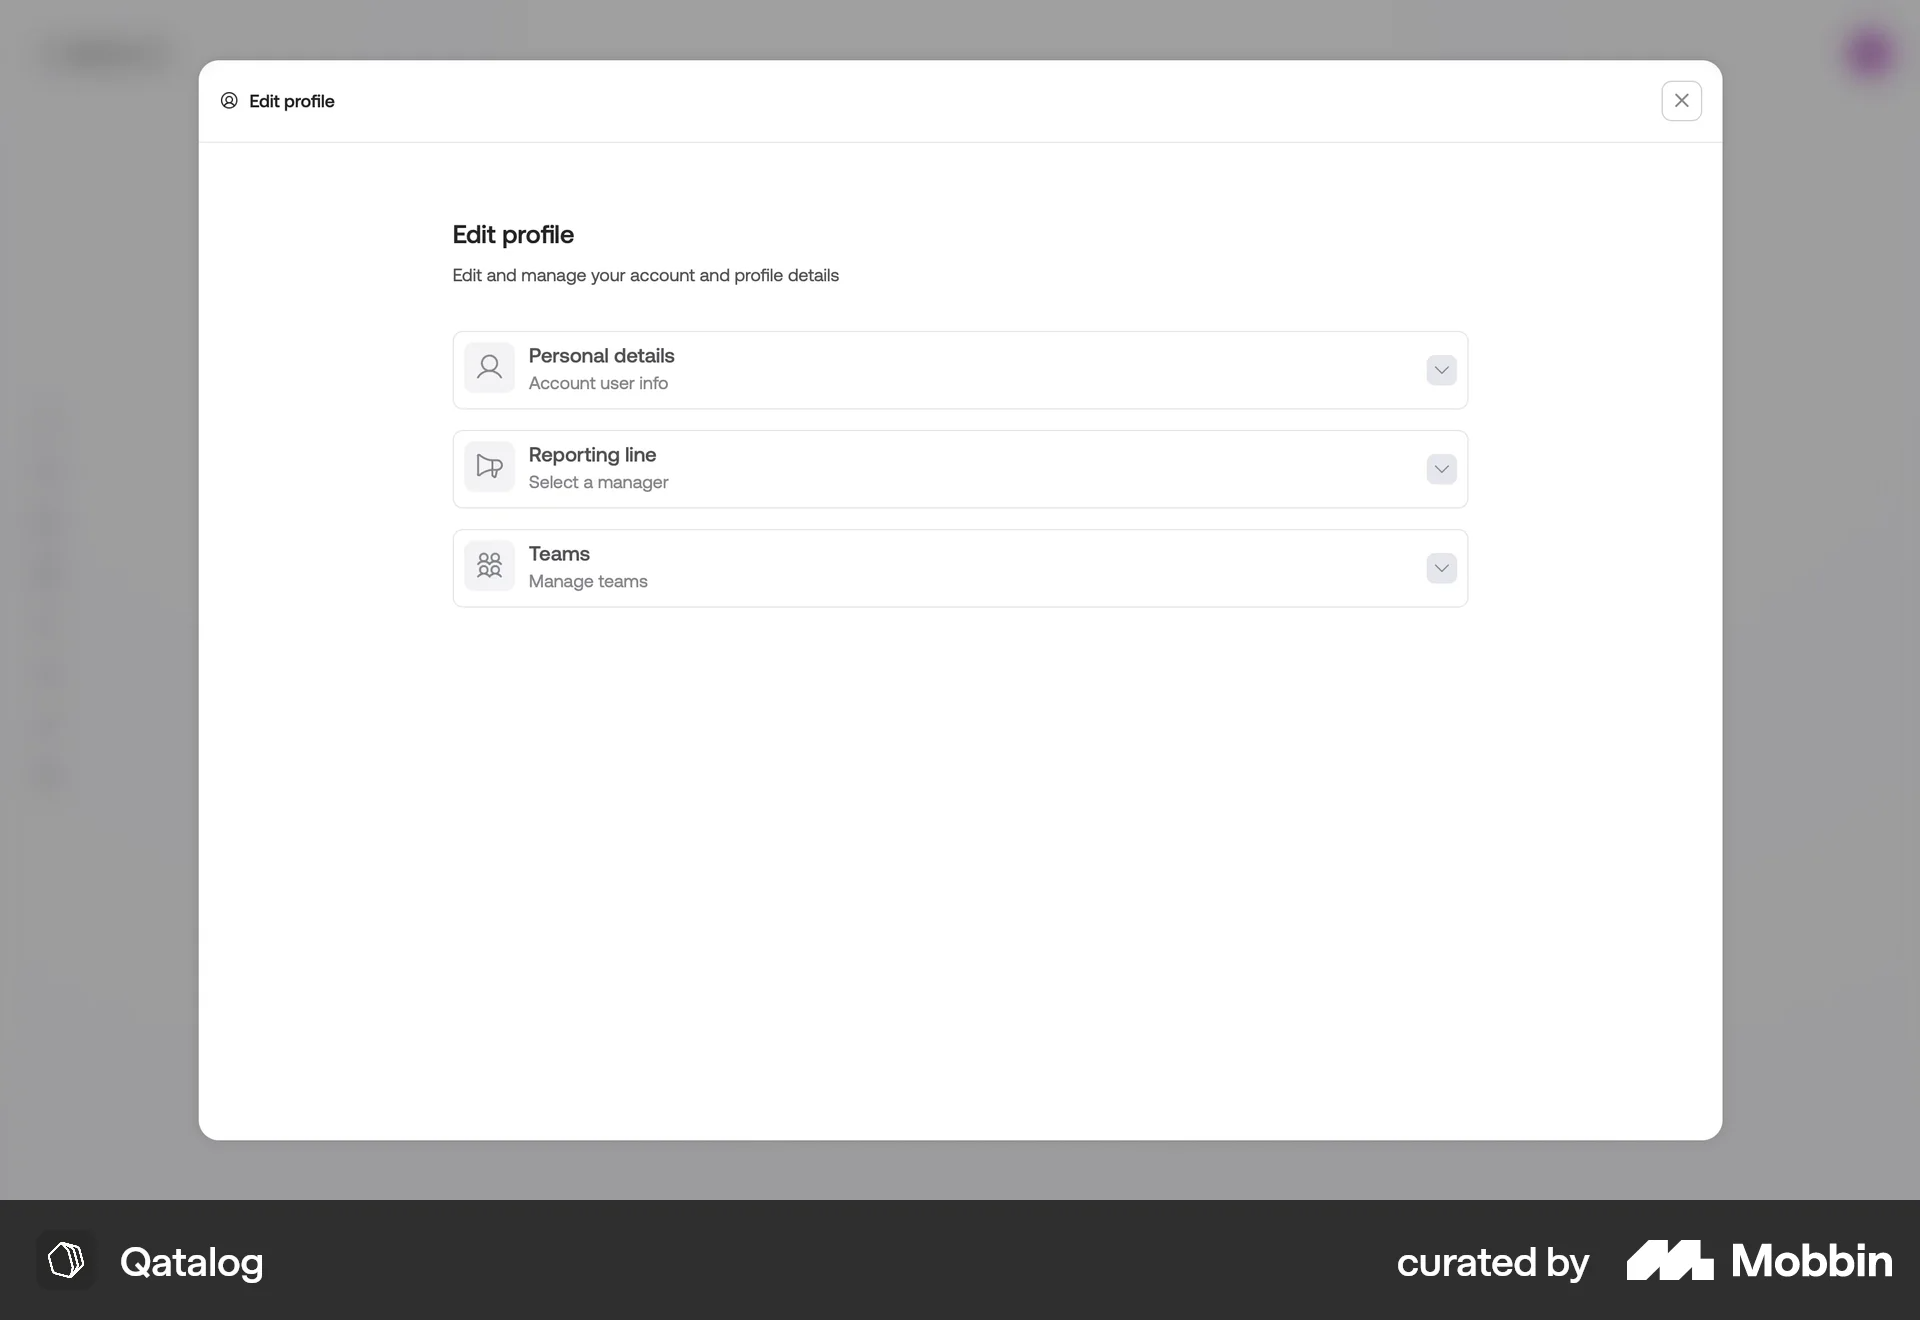 Edit profile
Edit profile
Edit and manage your account and profile details
Personal details
Account user info
Reporting line
Select a manager
Teams
Manage teams
Qatalog
curated by Mobbin